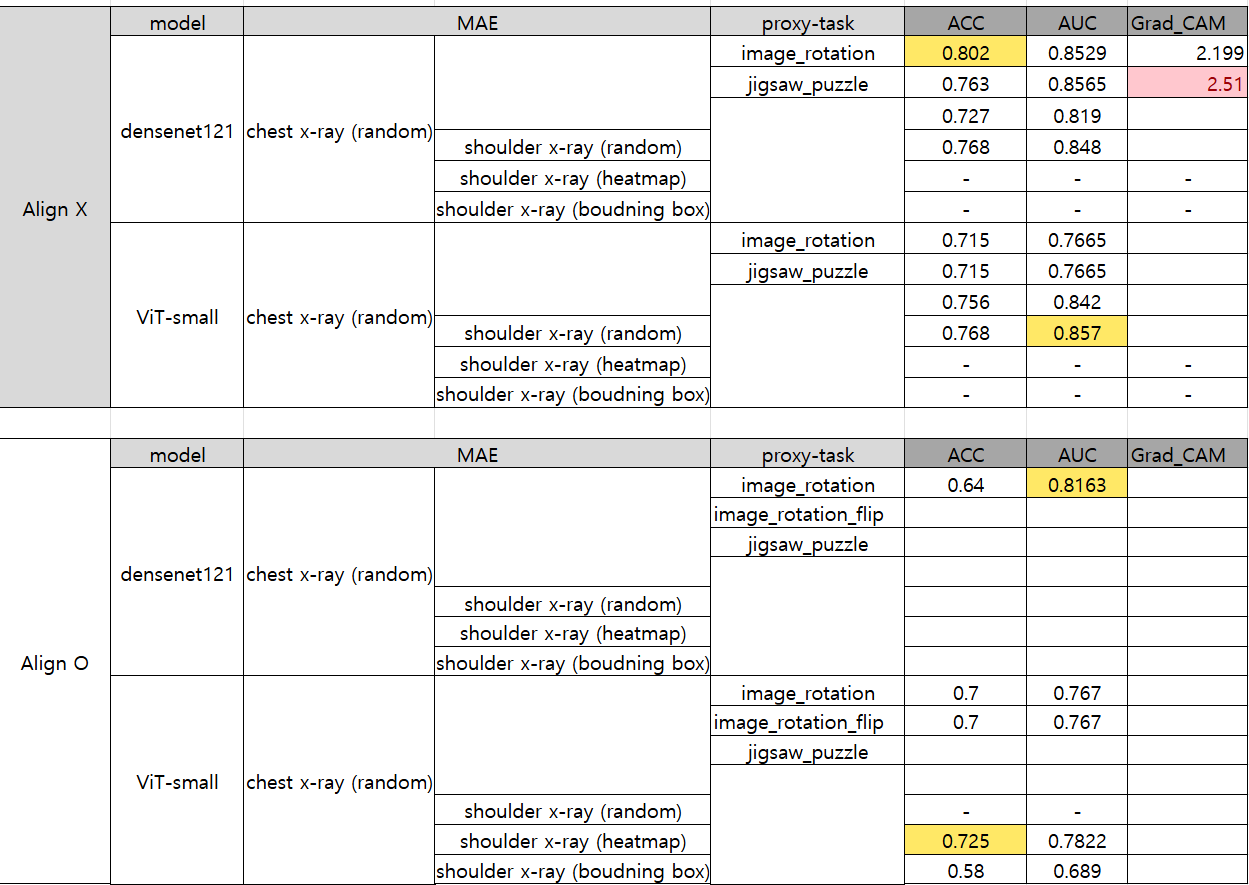 model MAE proxy-task ACC AUC Grad_CAM
image_rotation 0.802 0.8529 2.199
jigsaw_puzzle 0.763 0.8565 2.51
0.727 0.819
densenet121 chest x-ray (random)
shoulder x-ray (random) 0.768 0.848
shoulder x-ray (heatmap) - - -
Align X
shoulder x-ray (boudning box) - - -
image_rotation 0.715 0.7665
jigsaw_puzzle 0.715 0.7665
0.756 0.842
ViT-small chest x-ray (random)
shoulder x-ray (random) 0.768 0.857
shoulder x-ray (heatmap) - - -
shoulder x-ray (boudning box) - - -
model MAE proxy-task ACC AUC Grad_CAM
image_rotation 0.64 0.8163
image_rotation_flip
jigsaw_puzzle
densenet121 chest x-ray (random)
shoulder x-ray (random)
shoulder x-ray (heatmap)
Align O
shoulder x-ray (boudning box)
image_rotation 0.7 0.767
image_rotation_flip 0.7 0.767
jigsaw_puzzle
ViT-small chest x-ray (random)
shoulder x-ray (random) - -
shoulder x-ray (heatmap) 0.725 0.7822
shoulder x-ray (boudning box) 0.58 0.689